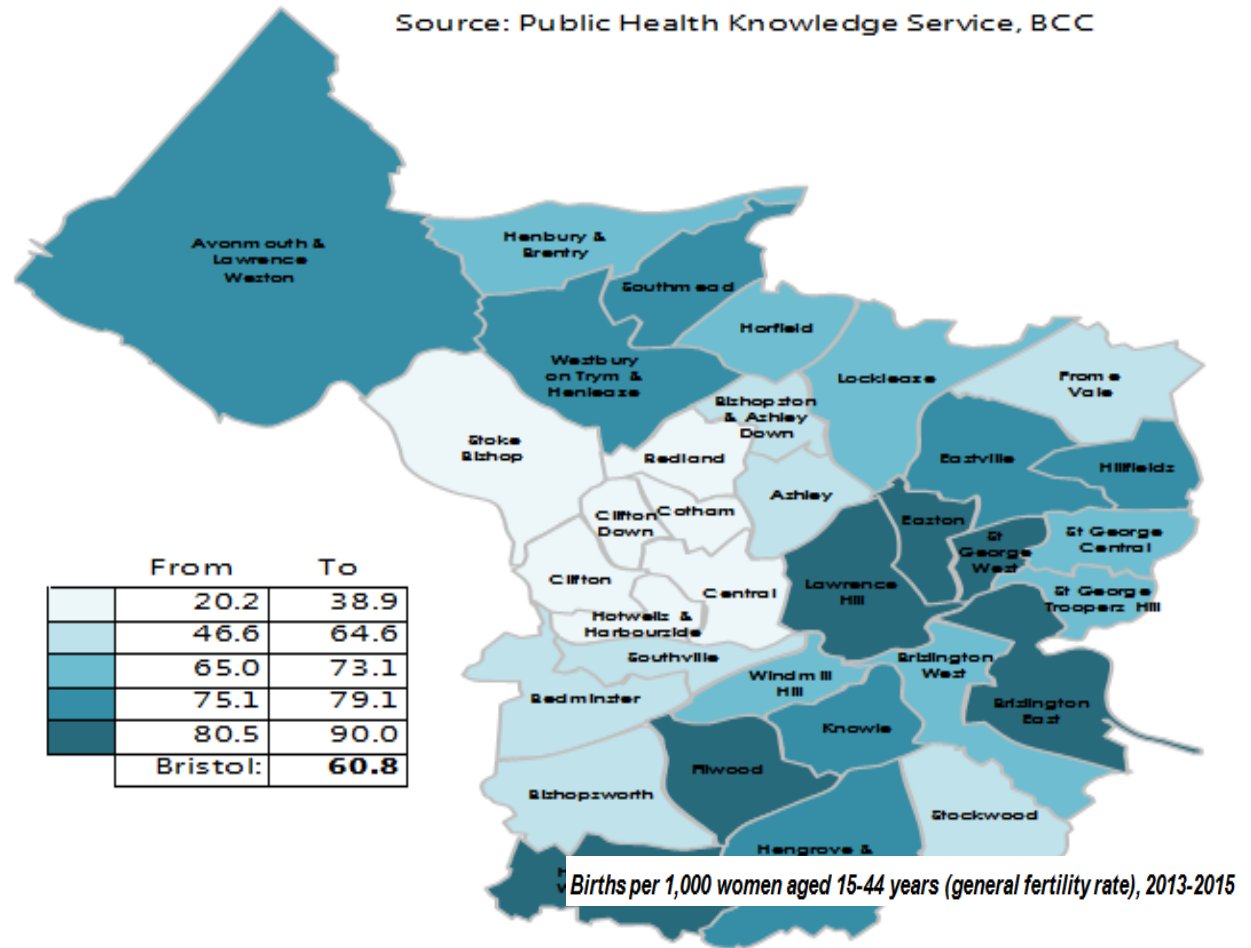 Source: Public Health Knowledge Service, BCC
Avonmouth &
Lawrence
Weston
Henbury &
Brentry
Southmead
Horfield
Westbury
on Trym &
Henleaze
Lockleaze
Frome
Vale
Bishopston
& Ashley
Down
Stoke
Bishop
Redland
Eastville
Hillfields
Ashley
Clifton
Down
Cotham
Easton
St
George
West
St George
Central
Clifton
Central
Lawrence
Hill
St George
Troopers Hill
Hotwells &
Harbourside
Southville
Windmill
Hill
Brislington
West
Bedminster
Knowle
Brislington
East
Filwood
Bishopsworth
Stockwood
Hengrove &
From To
20.2 38.9
46.6 64.6
65.0 73.1
75.1 79.1
80.5 90.0
Bristol: 60.8
Births per 1,000 women aged 15-44 years (general fertility rate), 2013-2015